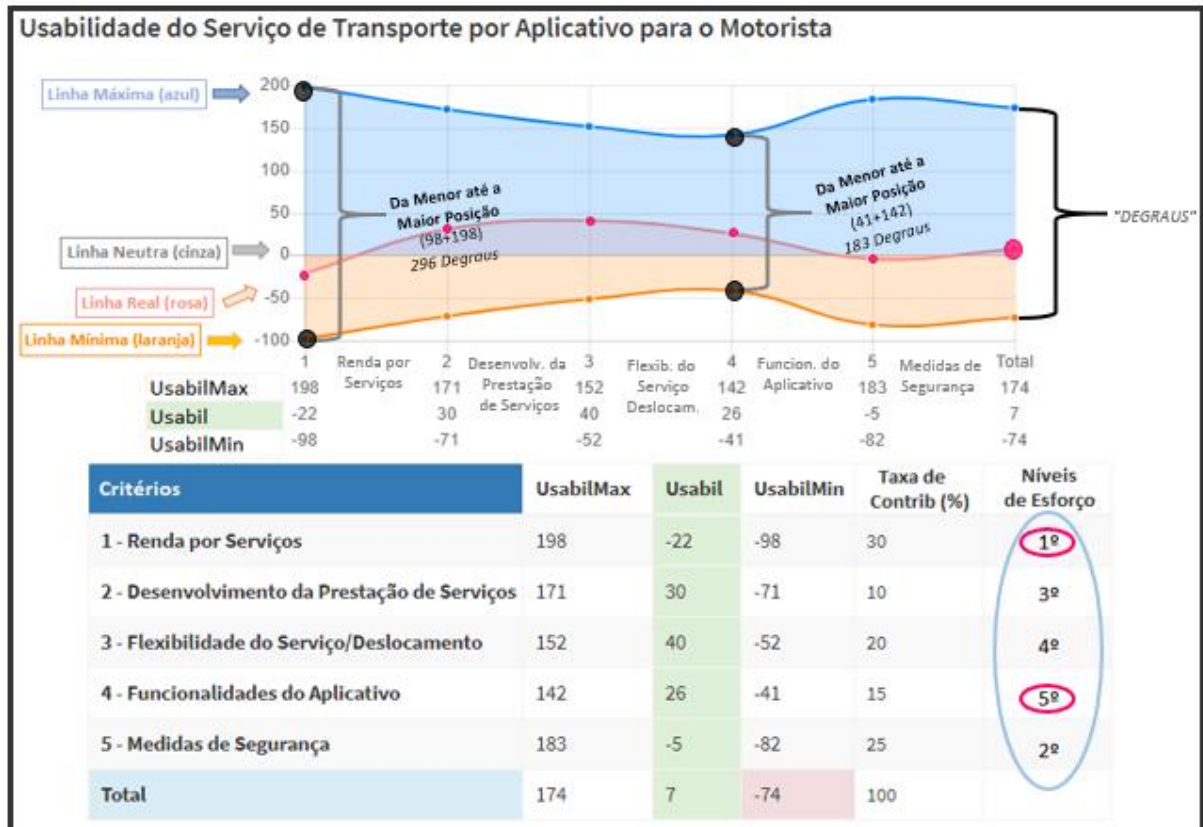 Usabilidade do Serviço de Transporte por Aplicativo para o Motorista
Linha Máxima (azul)
Linha Neutra (cinza)
Linha Real (rosa)
Linha Mínima (laranja)
200
150
100
50
0
-50
-100
Da Menor até a
Maior Posição
(98+198)
296 Degraus
Da Menor até a
Maior Posição
(41+142)
183 Degraus
"DEGRAUS"
1 Renda por Serviços 2 Desenvolv. da Prestação de Serviços 3 Flexib. do Serviço Deslocam. 4 Funcion. do Aplicativo 5 Medidas de Segurança Total
UsabilMax 198 171 152 142 183 174
Usabil -22 30 40 26 -5 7
UsabilMin -98 -71 -52 -41 -82 -74
Critérios UsabilMax Usabil UsabilMin Taxa de Contrib (%) Níveis de Esforço
1 - Renda por Serviços 198 -22 -98 30 1º
2 - Desenvolvimento da Prestação de Serviços 171 30 -71 10 3º
3 - Flexibilidade do Serviço/Deslocamento 152 40 -52 20 4º
4 - Funcionalidades do Aplicativo 142 26 -41 15 5º
5 - Medidas de Segurança 183 -5 -82 25 2º
Total 174 7 -74 100